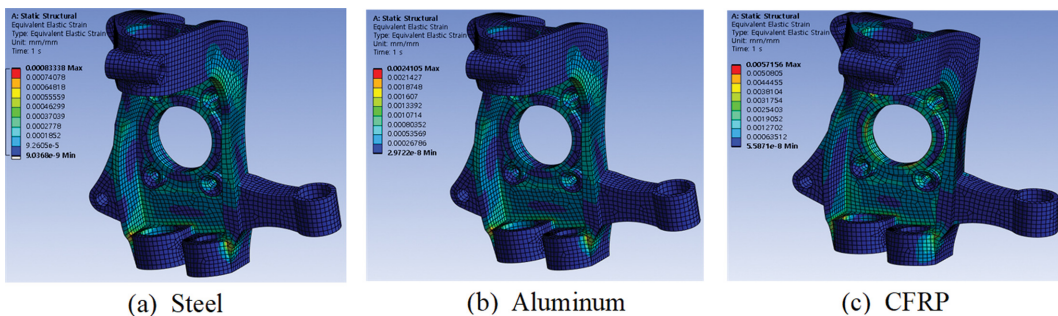 A: Static Structural
Equivalent Elastic Strain
Type: Equivalent Elastic Strain
Unit: mm/mm
Time: 1 s
0.00083338 Max
0.00074078
0.00064818
0.00055559
0.00046299
0.00037039
0.0002778
0.0001852
9.2605e-5
9.0368e-9 Min
(a) Steel
A: Static Structural
Equivalent Elastic Strain
Type: Equivalent Elastic Strain
Unit: mm/mm
Time: 1 s
0.0024105 Max
0.0021427
0.0018748
0.001607
0.0013392
0.0010714
0.00080352
0.00053569
0.00026786
2.9722e-8 Min
(b) Aluminum
A: Static Structural
Equivalent Elastic Strain
Type: Equivalent Elastic Strain
Unit: mm/mm
Time: 1 s
0.0057156 Max
0.0050805
0.0044455
0.0038104
0.0031754
0.0025403
0.0019052
0.0012702
0.00063512
5.5871e-8 Min
(c) CFRP